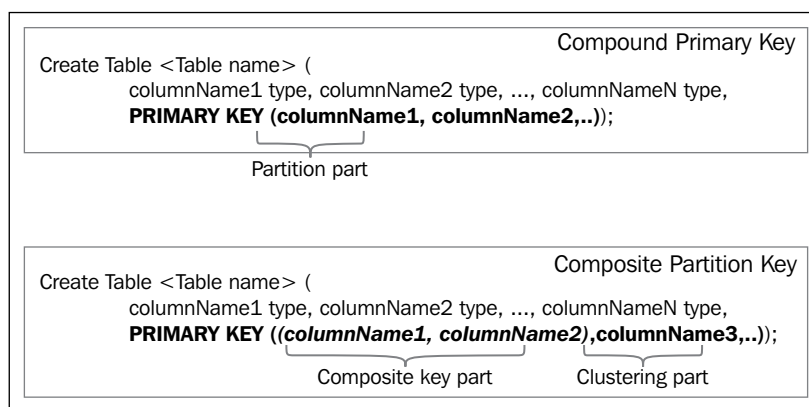 Compound Primary Key
Create Table <Table name> (
columnName1 type, columnName2 type, ..., columnNameN type,
PRIMARY KEY (columnName1, columnName2,..));
Partition part
Composite Partition Key
Create Table <Table name> (
columnName1 type, columnName2 type, ..., columnNameN type,
PRIMARY KEY ((columnName1, columnName2),columnName3,..));
Composite key part Clustering part